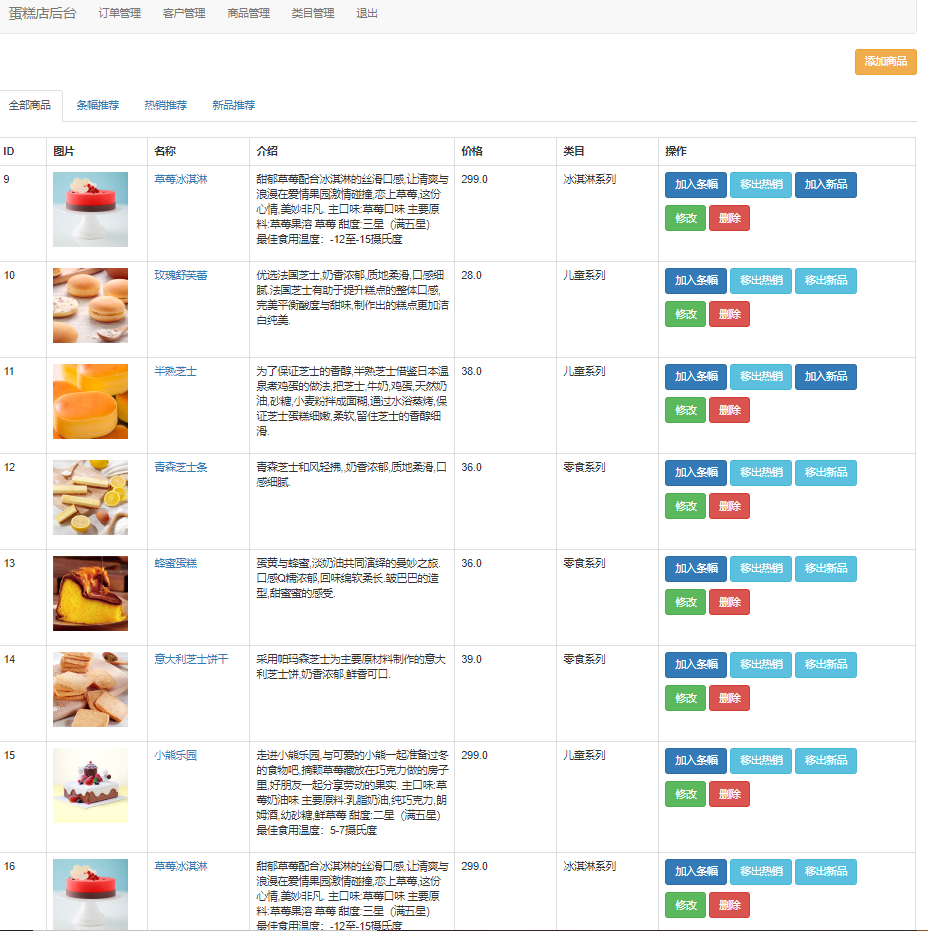 蛋糕店后台 订单管理 客户管理 商品管理 类目管理 退出
添加商品
全部商品 条幅推荐 热销推荐 新品推荐
ID 图片 名称 介绍 价格 类目 操作
9 草莓冰淇淋 甜郁草莓配合冰淇淋的丝滑口感,让清爽与 299.0 冰淇淋系列 加入条幅 移出热销 加入新品
浪漫在爱情果园激情碰撞,恋上草莓,这份
心情,美妙非凡. 主口味:草莓口味 主要原
料:草莓果溶 草莓 甜度:三星（满五星）
最佳食用温度：-12至-15摄氏度
修改 删除
10 玫瑰舒芙蕾 优选法国芝士,奶香浓郁,质地柔滑,口感细 28.0 儿童系列 加入条幅 移出热销 移出新品
腻.法国芝士有助于提升糕点的整体口感,
完美平衡酸度与甜味,制作出的糕点更加洁
白纯美.
修改 删除
11 半熟芝士 为了保证芝士的香醇,半熟芝士借鉴日本温 38.0 儿童系列 加入条幅 移出热销 加入新品
泉煮鸡蛋的做法,把芝士,牛奶,鸡蛋,天然奶
油,砂糖,小麦粉拌成面糊,通过水浴蒸烤,保
证芝士蛋糕细嫩,柔软,留住芝士的香醇细
滑.
修改 删除
12 青森芝士条 青森芝士和风轻拂,.奶香浓郁,质地柔滑,口 36.0 零食系列 加入条幅 移出热销 移出新品
感细腻.
修改 删除
13 蜂蜜蛋糕 蛋黄与蜂蜜,淡奶油共同演绎的曼妙之旅. 36.0 零食系列 加入条幅 移出热销 移出新品
口感Q糯浓郁,回味绵软柔长.皱巴巴的造
型,甜蜜蜜的感受.
修改 删除
14 意大利芝士饼干 采用帕玛森芝士为主要原材料制作的意大 39.0 零食系列 加入条幅 移出热销 移出新品
利芝士饼,奶香浓郁,鲜香可口.
修改 删除
15 小熊乐园 走进小熊乐园,与可爱的小熊一起准备过冬 299.0 儿童系列 加入条幅 移出热销 移出新品
的食物吧,摘颗草莓藏放在巧克力做的房子
里,好朋友一起分享劳动的果实. 主口味:草
莓奶油味 主要原料:乳脂奶油,纯巧克力,朗
姆酒,幼砂糖,鲜草莓 甜度:二星（满五星）
最佳食用温度：5-7摄氏度
修改 删除
16 草莓冰淇淋 甜郁草莓配合冰淇淋的丝滑口感,让清爽与 299.0 冰淇淋系列 加入条幅 移出热销 移出新品
浪漫在爱情果园激情碰撞,恋上草莓,这份
心情,美妙非凡. 主口味:草莓口味 主要原
料:草莓果溶 草莓 甜度:三星（满五星）
最佳食用温度：-12至-15摄氏度
修改 删除